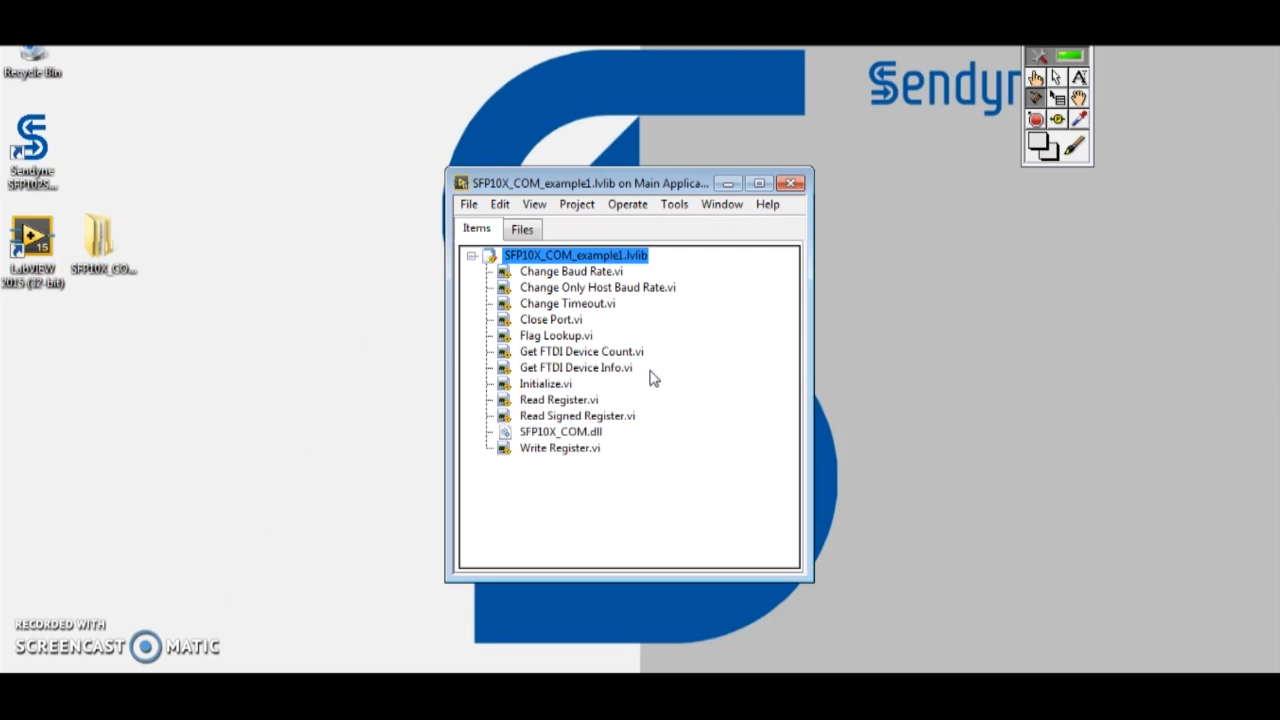 Recycle Bin
Sendyne
SFP102S...
LabVIEW
2015 (32-bit)
15
SFP10X_CO...
Sendyn
A
SFP10X_COM_example1.lvlib on Main Applica...
File Edit View Project Operate Tools Window Help
Items Files
SFP10X_COM_example1.lvlib
Change Baud Rate.vi
Change Only Host Baud Rate.vi
Change Timeout.vi
Close Port.vi
Flag Lookup.vi
Get FTDI Device Count.vi
Get FTDI Device Info.vi
Initialize.vi
Read Register.vi
Read Signed Register.vi
SFP10X_COM.dll
Write Register.vi
RECORDED WITH
SCREENCAST MATIC